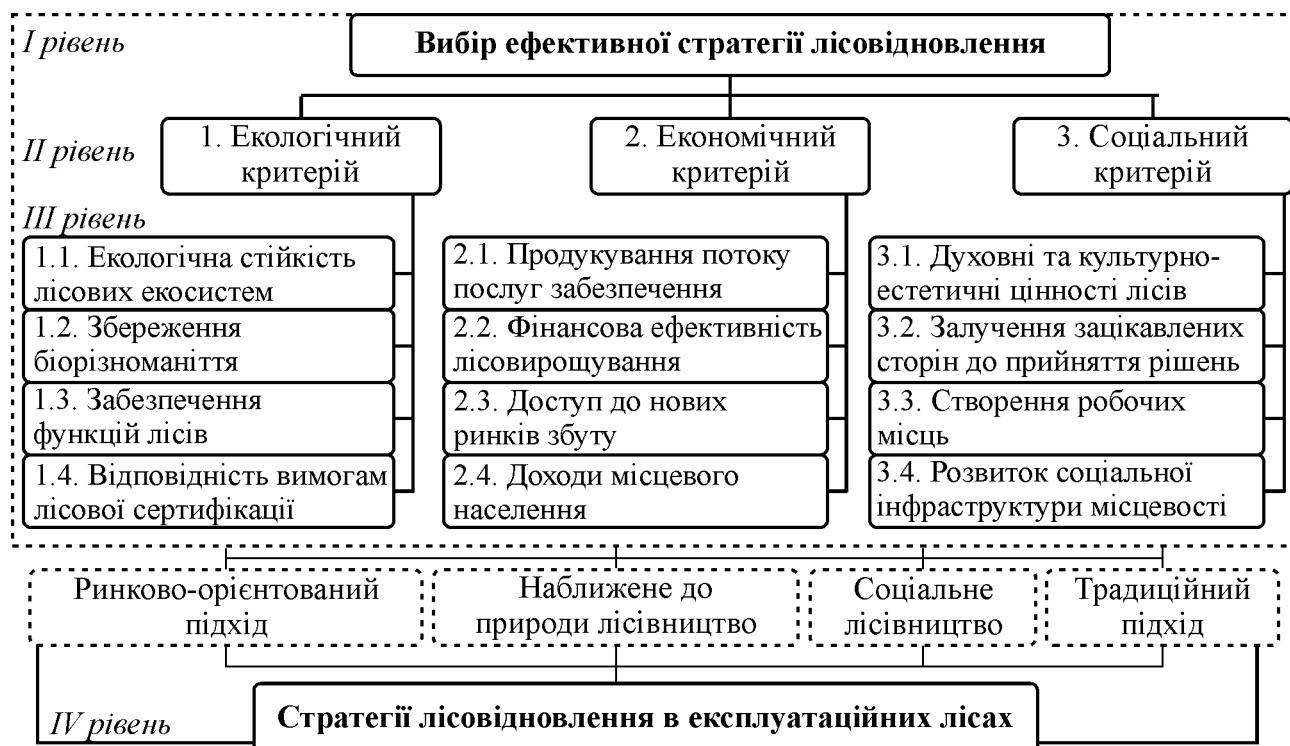 I рівень
Вибір ефективної стратегії лісовідновлення
II рівень
1. Екологічний
критерій
2. Економічний
критерій
3. Соціальний
критерій
III рівень
1.1. Екологічна стійкість
лісових екосистем
1.2. Збереження
біорізноманіття
1.3. Забезпечення
функцій лісів
1.4. Відповідність вимогам
лісової сертифікації
2.1. Продукування потоку
послуг забезпечення
2.2. Фінансова ефективність
лісовирощування
2.3. Доступ до нових
ринків збуту
2.4. Доходи місцевого
населення
3.1. Духовні та культурно-
естетичні цінності лісів
3.2. Залучення зацікавлених
сторін до прийняття рішень
3.3. Створення робочих
місць
3.4. Розвиток соціальної
інфраструктури місцевості
Ринково-орієнтований
підхід
Наближене до
природи лісівництво
Соціальне
лісівництво
Традиційний
підхід
IV рівень
Стратегії лісовідновлення в експлуатаційних лісах